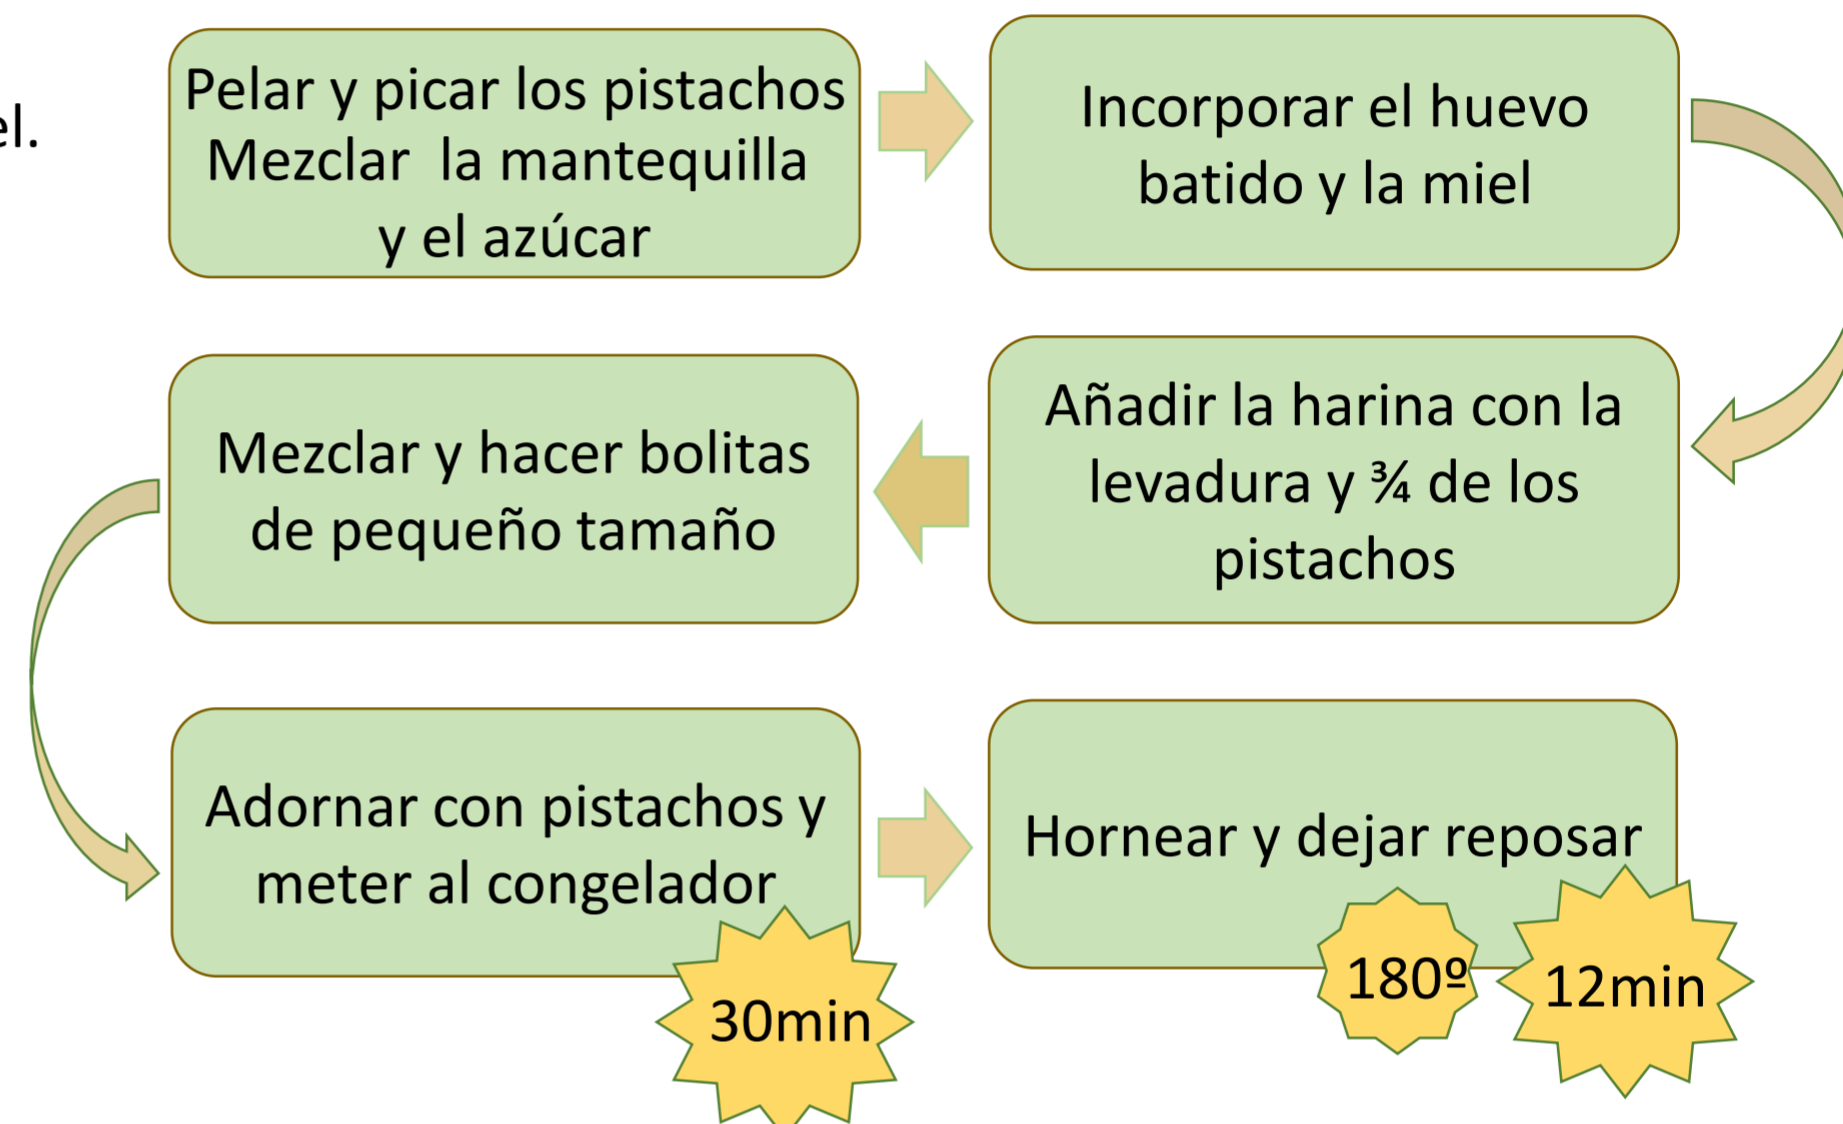 Pelar y picar los pistachos
Mezclar la mantequilla
y el azúcar
Incorporar el huevo
batido y la miel
Añadir la harina con la
levadura y ¾ de los
pistachos
Mezclar y hacer bolitas
de pequeño tamaño
Adornar con pistachos y
meter al congelador
30min
Hornear y dejar reposar
180º
12min